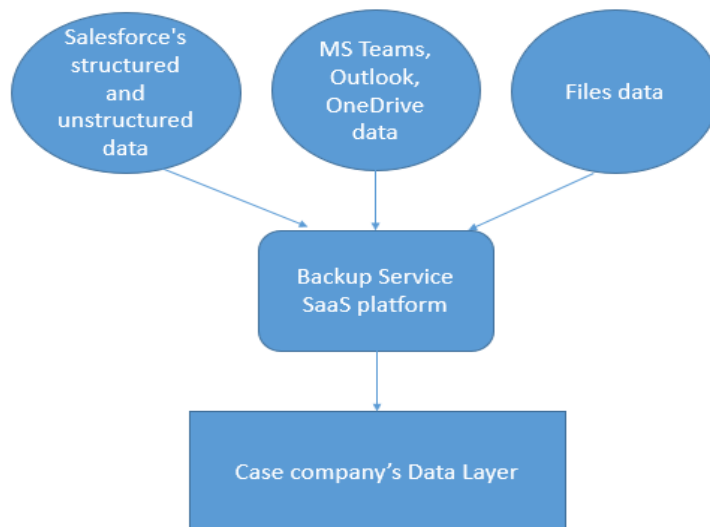 Salesforce's
structured
and
unstructured
data
MS Teams,
Outlook,
OneDrive
data
Files data
Backup Service
SaaS platform
Case company’s Data Layer